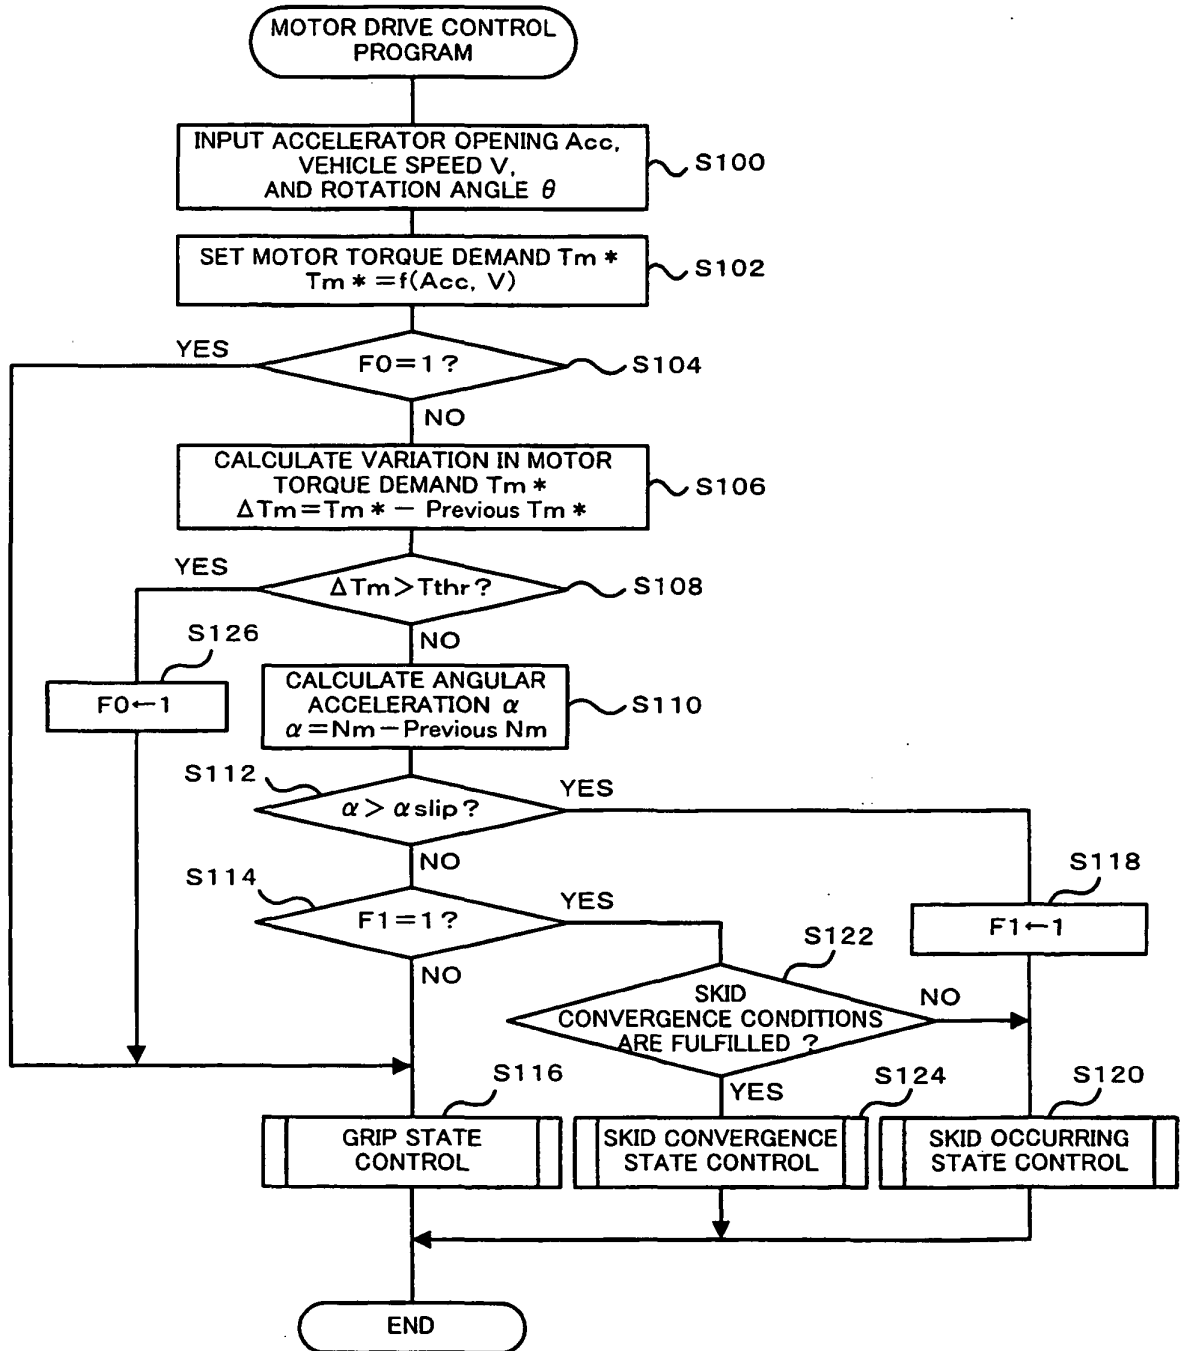 MOTOR DRIVE CONTROL
PROGRAM
INPUT ACCELERATOR OPENING Acc,
VEHICLE SPEED V,
AND ROTATION ANGLE θ
S100
SET MOTOR TORQUE DEMAND Tm *
Tm * =f(Acc, V)
S102
YES
F0=1?
S104
NO
CALCULATE VARIATION IN MOTOR
TORQUE DEMAND Tm *
ΔTm=Tm * − Previous Tm *
S106
YES
ΔTm>Tthr?
S108
NO
S126
F0←1
CALCULATE ANGULAR
ACCELERATION α
α=Nm−Previous Nm
S110
S112
α> α slip?
YES
NO
S114
F1=1?
YES
NO
S118
F1←1
S122
SKID
CONVERGENCE CONDITIONS
ARE FULFILLED ?
NO
YES
S116
GRIP STATE
CONTROL
S124
SKID CONVERGENCE
STATE CONTROL
S120
SKID OCCURRING
STATE CONTROL
END